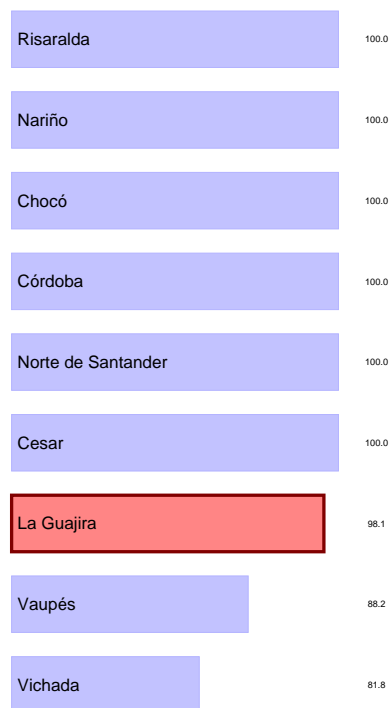 Risaralda 100.0
Nariño 100.0
Chocó 100.0
Córdoba 100.0
Norte de Santander 100.0
Cesar 100.0
La Guajira 98.1
Vaupés 88.2
Vichada 81.8